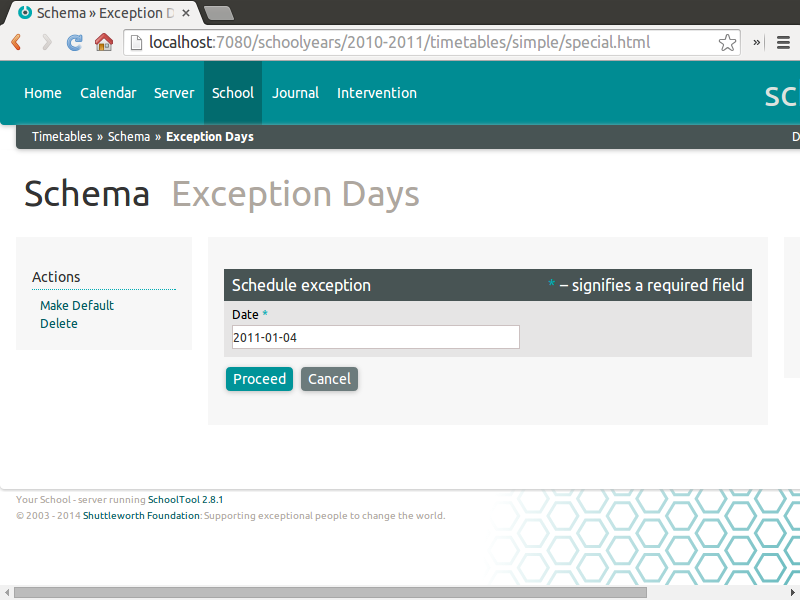 Schema » Exception D
localhost:7080/schoolyears/2010-2011/timetables/simple/special.html
»
Home Calendar Server School Journal Intervention
sc
Timetables » Schema » Exception Days
D
Schema Exception Days
Actions
Make Default
Delete
Schedule exception
* – signifies a required field
Date *
2011-01-04
Proceed Cancel
Your School - server running SchoolTool 2.8.1
© 2003 - 2014 Shuttleworth Foundation: Supporting exceptional people to change the world.